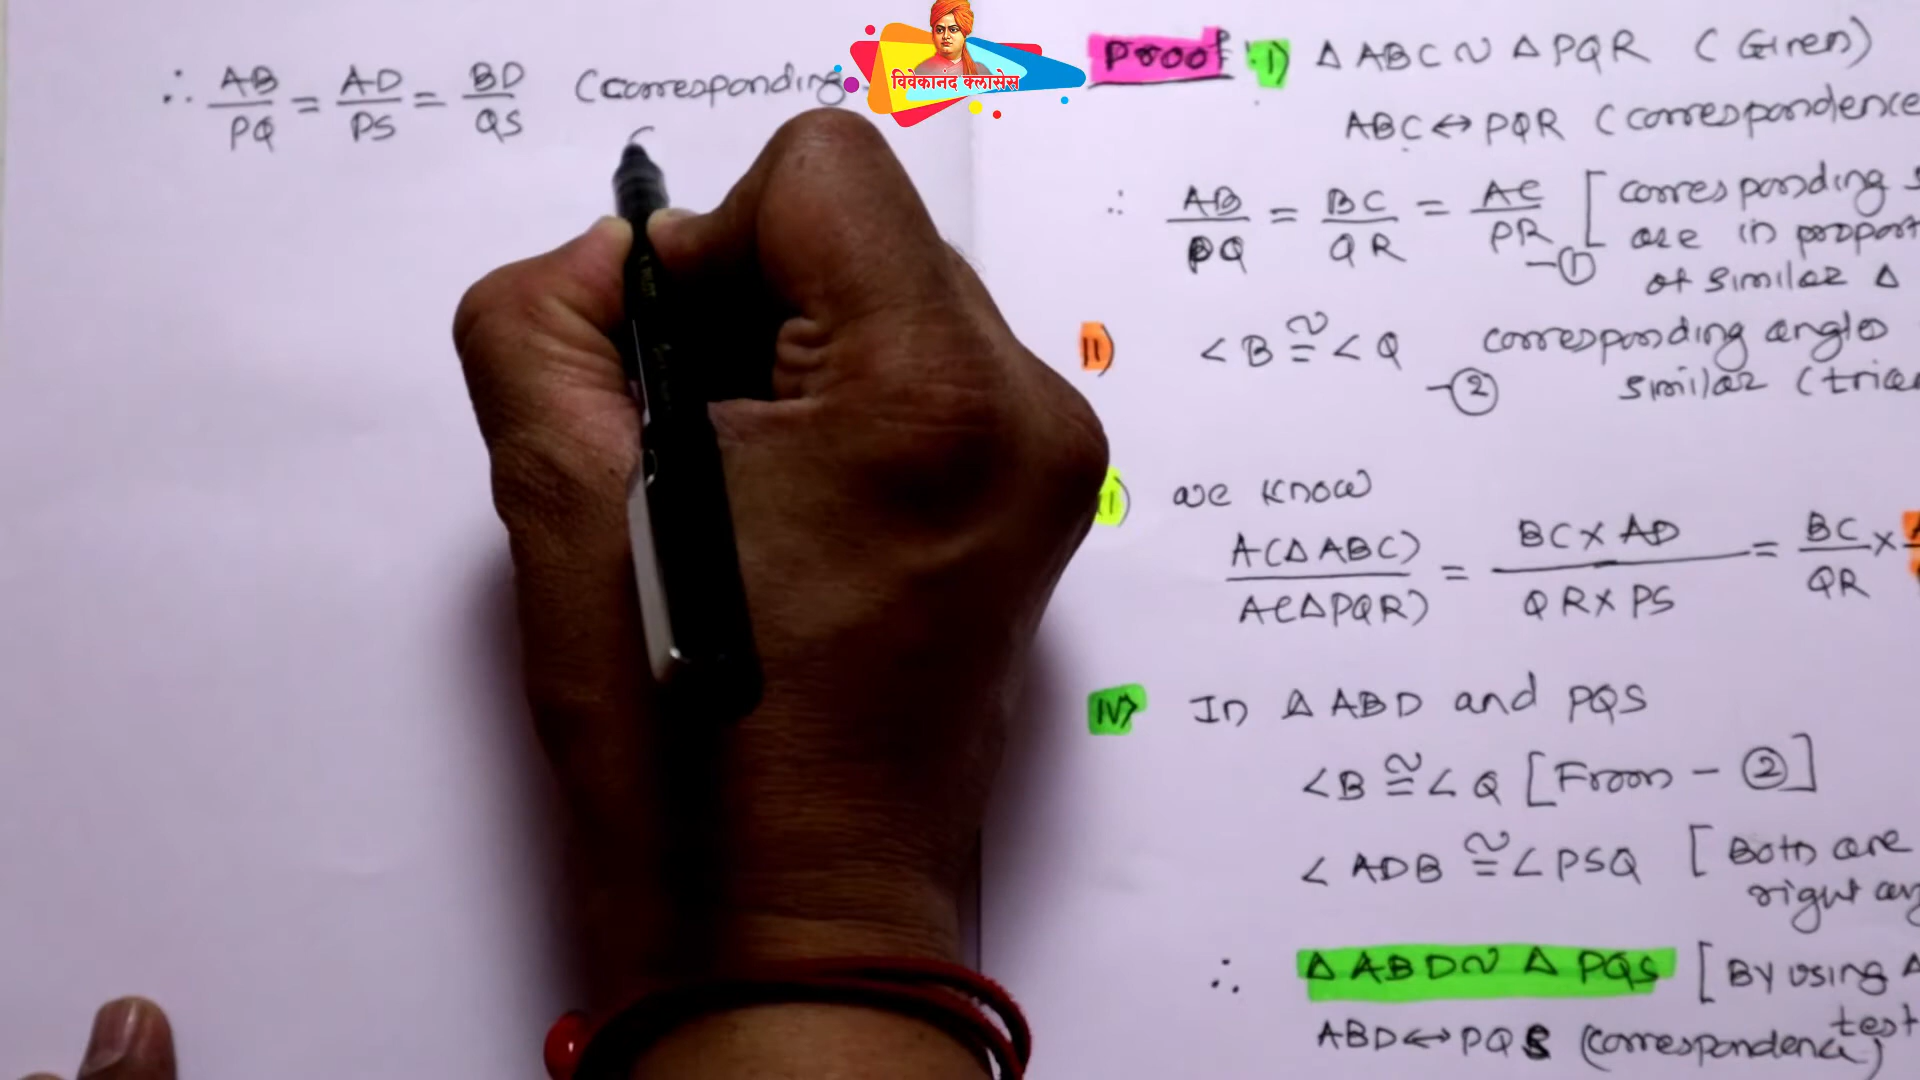 ∴ AB/PQ = AD/PS = BD/QS (corresponding
विवेकानंद क्लासेस
Proof : I) Δ ABC ~ Δ PQR (Given)
ABC ↔ PQR (correspondence
∴ AB/PQ = BC/QR = AC/PR — ① [corresponding
are in proport
of similar Δ
II) < B ≅ < Q — ② corresponding angles
similar (trian
we know
A(Δ ABC)/A(ΔPQR) = BC X AD/QR X PS = BC/QR ×
IV) In Δ ABD and PQS
< B ≅ < Q [From - ②]
< ADB ≅ < PSQ [Both are
right ang
∴ Δ ABD ~ Δ PQS [By using
test
ABD ↔ PQS (correspondence)